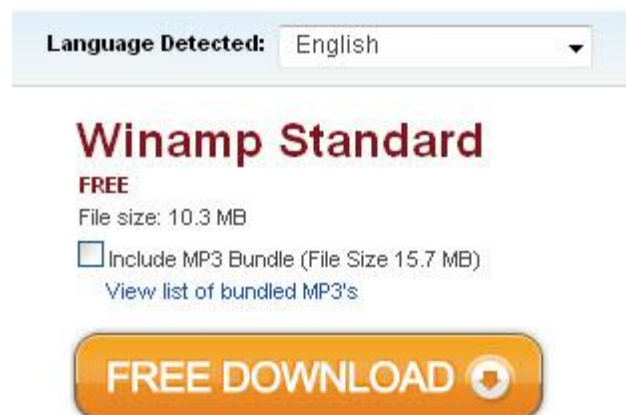 Language Detected: English
Winamp Standard
FREE
File size: 10.3 MB
Include MP3 Bundle (File Size 15.7 MB)
View list of bundled MP3's
FREE DOWNLOAD